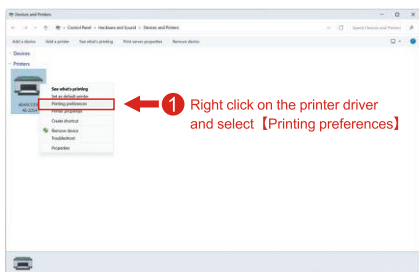 Devices and Printers
Control Panel > Hardware and Sound > Devices and Printers
Search Devices and Printers
Add a device Add a printer See what's printing Print server properties Remove device
Devices
Printers
See what's printing
Set as default printer
Printing preferences
Printer properties
Create shortcut
Remove device
Troubleshoot
Properties
1 Right click on the printer driver
and select【Printing preferences】